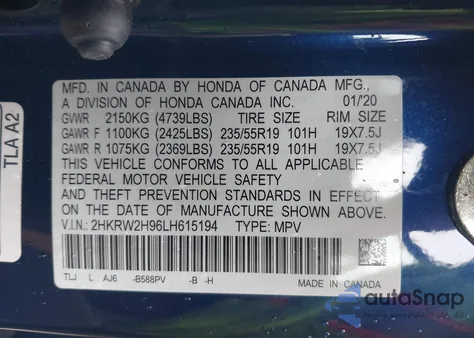 MFD. IN CANADA BY HONDA OF CANADA MFG.,
A DIVISION OF HONDA CANADA INC. 01/'20
GVWR 2150KG (4739LBS) TIRE SIZE RIM SIZE
GAWR F 1100KG (2425LBS) 235/55R19 101H 19X7.5J
GAWR R 1075KG (2369LBS) 235/55R19 101H 19X7.5J
THIS VEHICLE CONFORMS TO ALL APPLICABLE
FEDERAL MOTOR VEHICLE SAFETY
AND THEFT PREVENTION STANDARDS IN EFFECT
ON THE DATE OF MANUFACTURE SHOWN ABOVE.
V.I.N.: 2HKRW2H96LH615194 TYPE: MPV
TLJ L AJ6 -B588PV -B -H
MADE IN CANADA
TLA A2
autaSnap